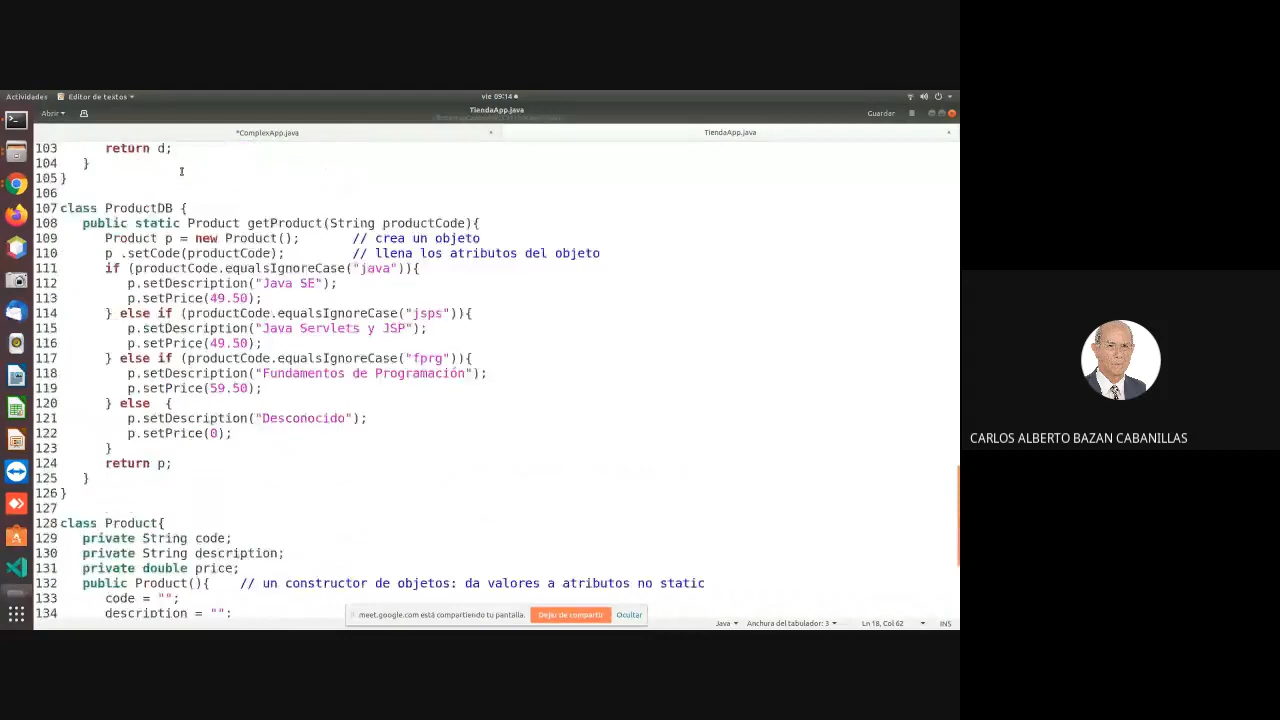 Actividades
Editor de textos
vie 09:14
Abrir
TiendaApp.java
Guardar
*ComplexApp.java
TiendaApp.java
103 return d;
104 }
105 }
106
107 class ProductDB {
108 public static Product getProduct(String productCode){
109 Product p = new Product(); // crea un objeto
110 p .setCode(productCode); // llena los atributos del objeto
111 if (productCode.equalsIgnoreCase("java")){
112 p.setDescription("Java SE");
113 p.setPrice(49.50);
114 } else if (productCode.equalsIgnoreCase("jsps")){
115 p.setDescription("Java Servlets y JSP");
116 p.setPrice(49.50);
117 } else if (productCode.equalsIgnoreCase("fprg")){
118 p.setDescription("Fundamentos de Programación");
119 p.setPrice(59.50);
120 } else {
121 p.setDescription("Desconocido");
122 p.setPrice(0);
123 }
124 return p;
125 }
126 }
127
128 class Product{
129 private String code;
130 private String description;
131 private double price;
132 public Product(){ // un constructor de objetos: da valores a atributos no static
133 code = "";
134 description = "";
meet.google.com está compartiendo tu pantalla.
Dejar de compartir
Ocultar
Java
Anchura del tabulador: 3
Ln 18, Col 62
INS
CARLOS ALBERTO BAZAN CABANILLAS